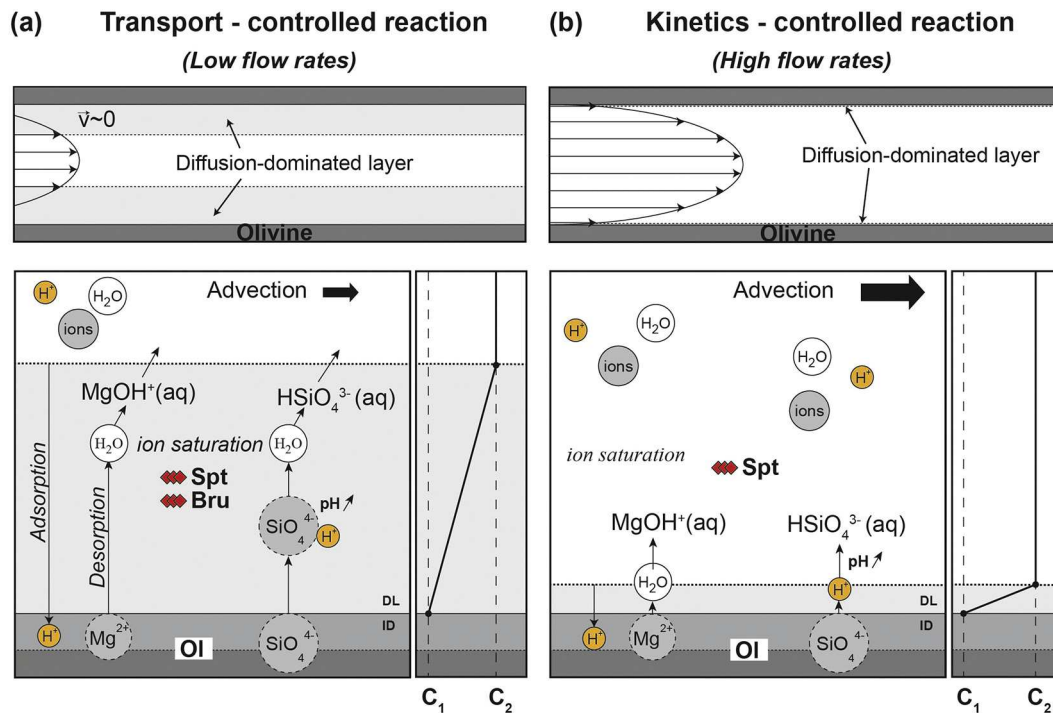 (a) Transport - controlled reaction
(Low flow rates)
v⃗~0
Diffusion-dominated layer
Olivine
H⁺
H₂O
ions
Advection
MgOH⁺(aq)
HSiO₄³⁻(aq)
H₂O
ion saturation
H₂O
Spt
Bru
Adsorption
Desorption
pH
SiO₄⁴⁻
H⁺
DL
ID
H⁺
Mg²⁺
Ol
SiO₄⁴⁻
C₁
C₂
(b) Kinetics - controlled reaction
(High flow rates)
Diffusion-dominated layer
Olivine
Advection
H⁺
H₂O
ions
H₂O
H⁺
ions
ion saturation
Spt
MgOH⁺(aq)
HSiO₄³⁻(aq)
pH
H₂O
H⁺
DL
ID
H⁺
Mg²⁺
Ol
SiO₄⁴⁻
C₁
C₂